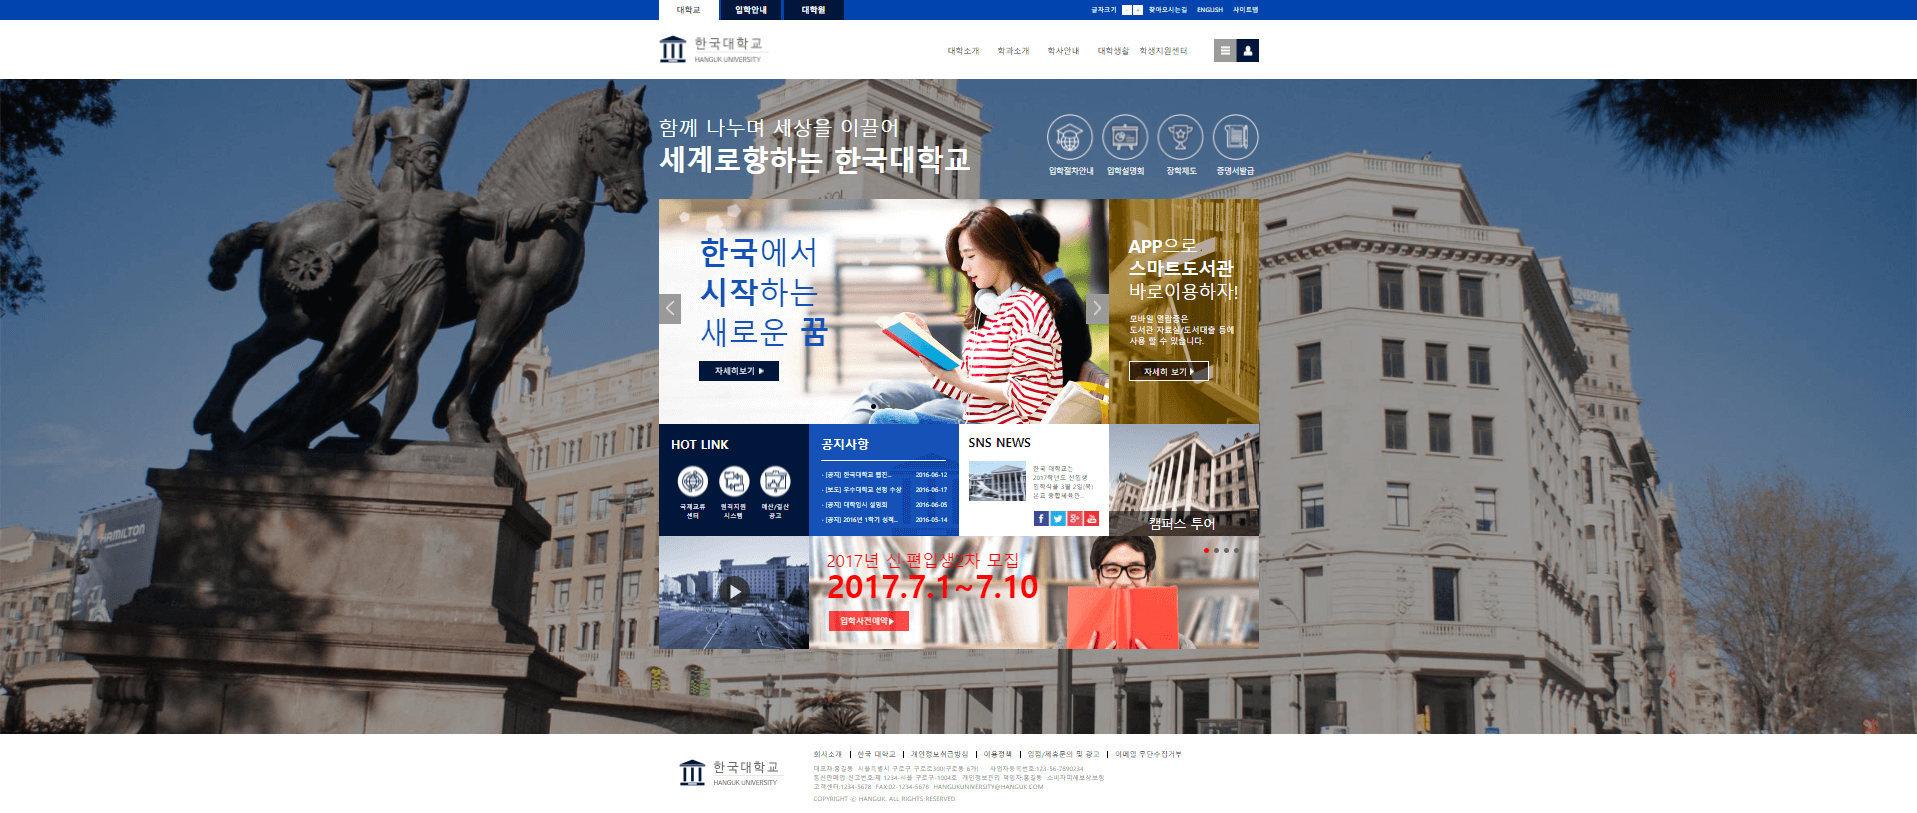 대학교
입학안내
대학원
글자크기 - + 찾아오시는길 ENGLISH 사이트맵
한국대학교
HANGUK UNIVERSITY
대학소개 학과소개 학사안내 대학생활 학생지원센터
함께 나누며 세상을 이끌어
세계로향하는 한국대학교
입학절차안내 입학설명회 장학제도 증명서발급
한국에서
시작하는
새로운 꿈
자세히보기
APP으로
스마트도서관
바로이용하자!
모바일 열람증은
도서관 자료실/도서대출 등에
사용 할 수 있습니다.
자세히 보기
HOT LINK
국제교류
센터
원격지원
시스템
예산/결산
공고
공지사항
- [공지] 한국대학교 웹진... 2016-06-12
- [보도] 우수대학교 선정 수상 2016-06-17
- [공지] 대학입시 설명회 2016-06-05
- [공지] 2016년 1학기 성적... 2016-05-14
SNS NEWS
한국 대학교는
2017학년도 신입생
입학식을 3월 2일(목)
본교 종합체육관...
캠퍼스 투어
HAMILTON
2017년 신·편입생2차 모집
2017.7.1~7.10
입학사전예약
한국대학교
HANGUK UNIVERSITY
회사소개 | 한국 대학교 | 개인정보취급방침 | 이용정책 | 입점/제휴문의 및 광고 | 이메일 무단수집거부
대표자:홍길동 서울특별시 구로구 구로로300(구로동 6가) 사업자등록번호:123-56-7890234
통신판매업 신고번호:제 1234-서울 구로구-1004호 개인정보관리 책임자:홍길동 소비자피해보상보험
고객센터:1234-5678 FAX:02-1234-5678 HANGUKUNIVERSITY@HANGUK.COM
COPYRIGHT ⓒ HANGUK. ALL RIGHTS RESERVED.